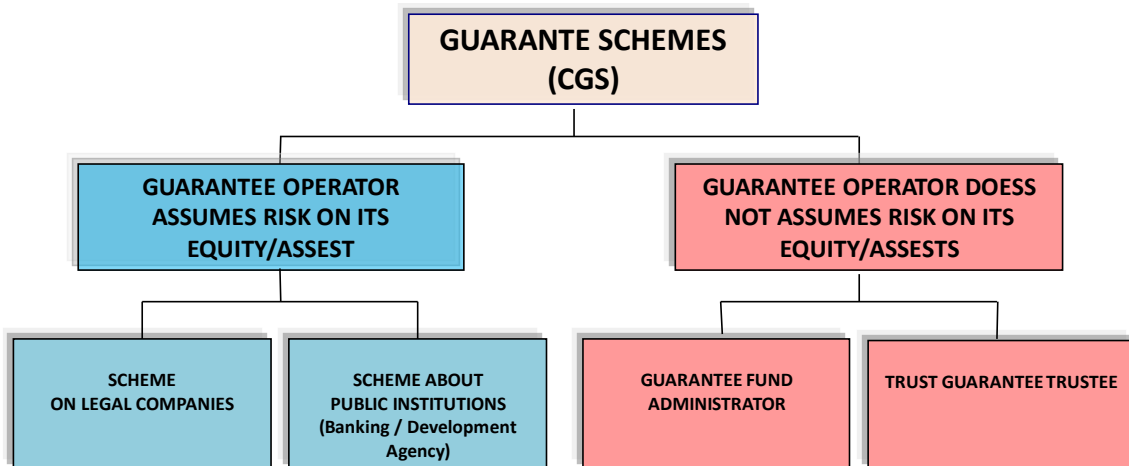 GUARANTE SCHEMES
(CGS)
GUARANTEE OPERATOR
ASSUMES RISK ON ITS
EQUITY/ASSEST
GUARANTEE OPERATOR DOESS
NOT ASSUMES RISK ON ITS
EQUITY/ASSESTS
SCHEME
ON LEGAL COMPANIES
SCHEME ABOUT
PUBLIC INSTITUTIONS
(Banking / Development
Agency)
GUARANTEE FUND
ADMINISTRATOR
TRUST GUARANTEE TRUSTEE